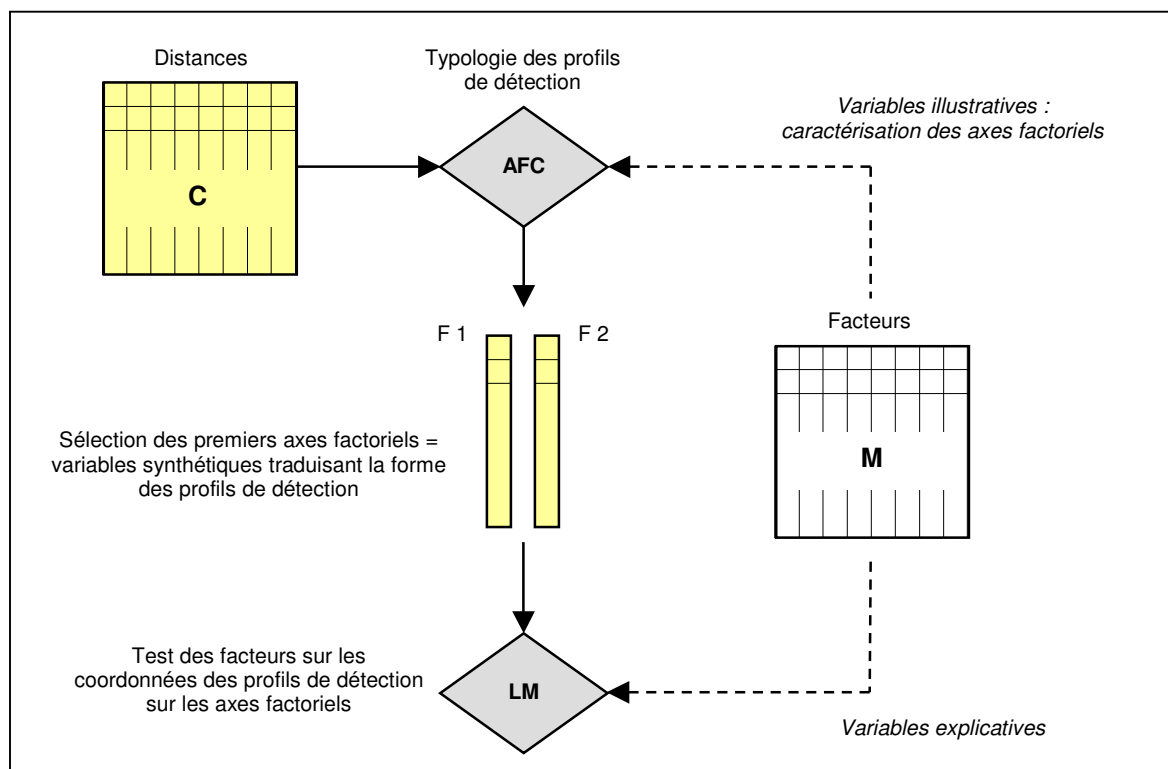 Distances
Typologie des profils
de détection
Variables illustratives :
caractérisation des axes factoriels
AFC
C
F 1
F 2
Facteurs
Sélection des premiers axes factoriels =
variables synthétiques traduisant la forme
des profils de détection
M
Test des facteurs sur les
coordonnées des profils de détection
sur les axes factoriels
LM
Variables explicatives